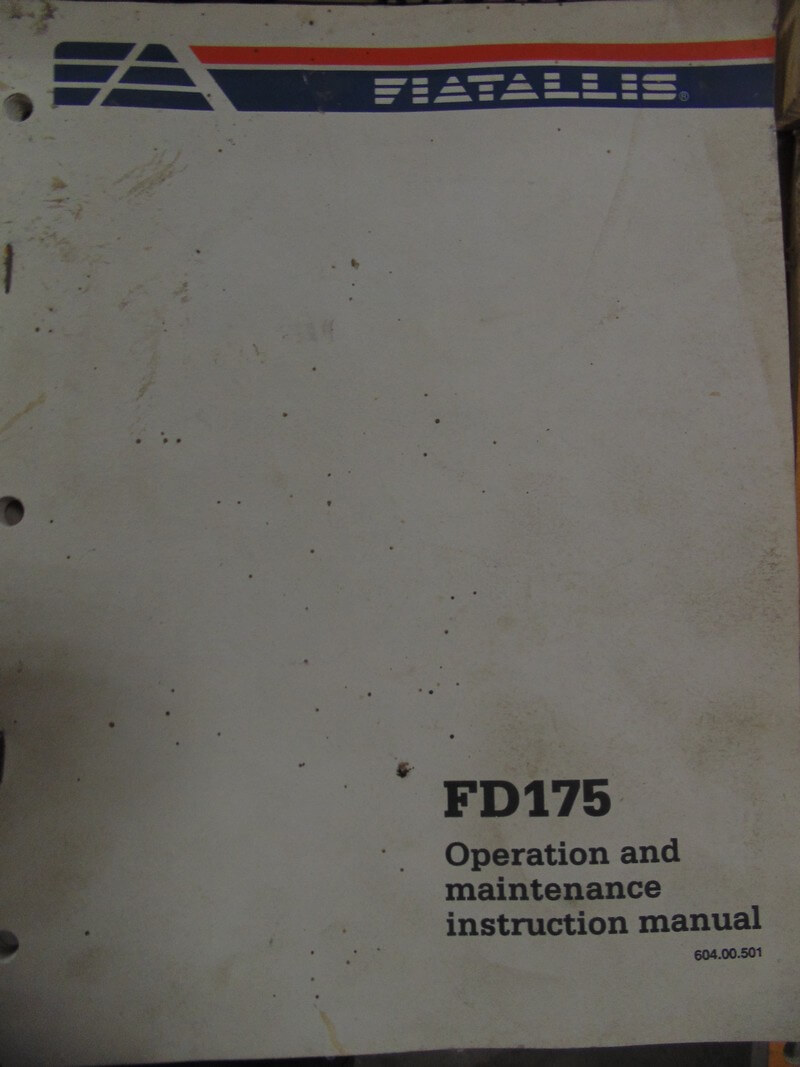 FIATALLIS®
FD175
Operation and
maintenance
instruction manual
604.00.501